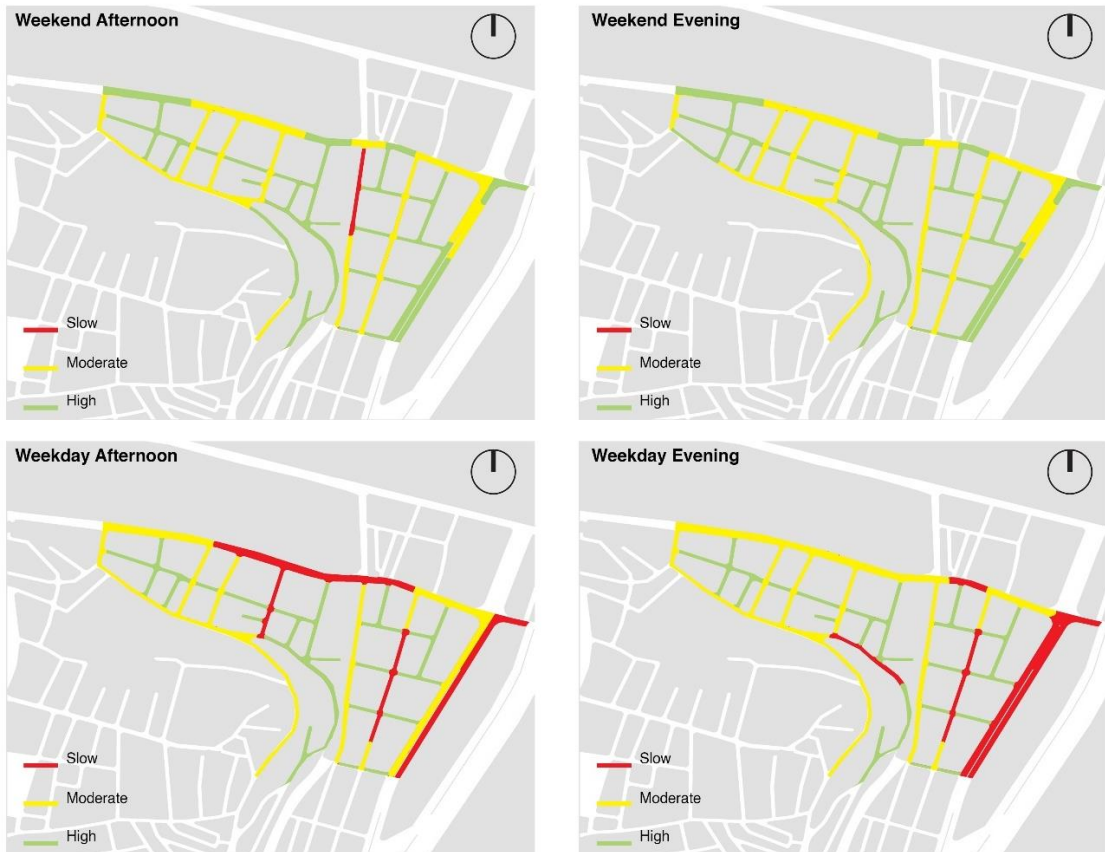 Weekend Afternoon
Slow
Moderate
High
Weekend Evening
Slow
Moderate
High
Weekday Afternoon
Slow
Moderate
High
Weekday Evening
Slow
Moderate
High